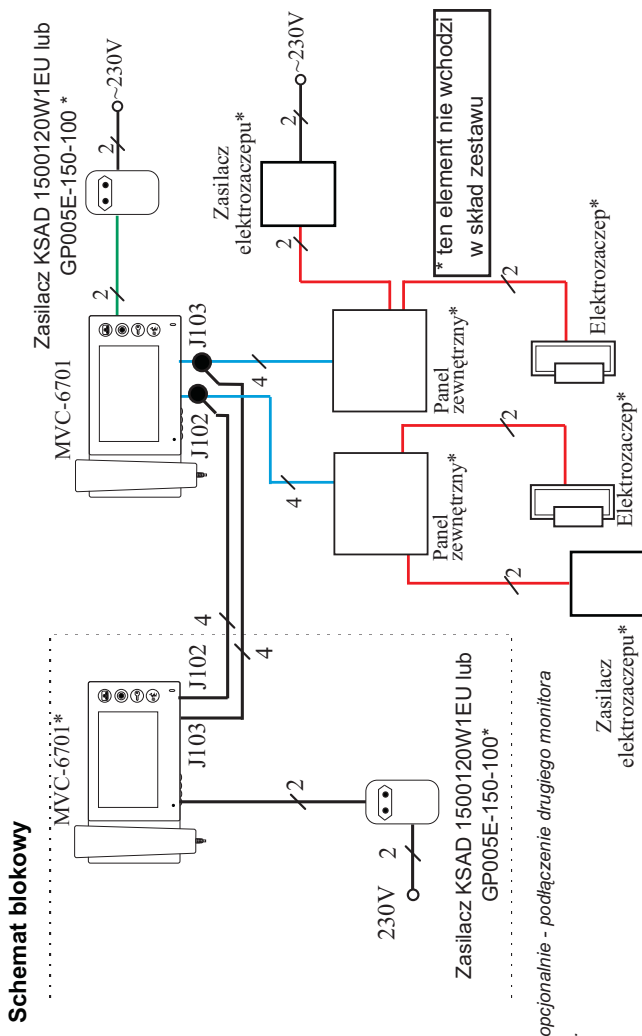 Schemat blokowy
MVC-6701*
J103
J102
4
4
2
2
230V
Zasilacz KSAD 1500120W1EU lub
GP005E-150-100*
opcjonalnie - podłączenie drugiego monitora
MVC-6701
J102
J103
2
2
~230V
Zasilacz KSAD 1500120W1EU lub
GP005E-150-100 *
4
4
Panel
zewnętrzny*
Panel
zewnętrzny*
Zasilacz
elektrozaczepu*
2
2
~230V
2
2
2
Elektrozaczep*
Elektrozaczep*
Zasilacz
elektrozaczepu*
* ten element nie wchodzi
w skład zestawu